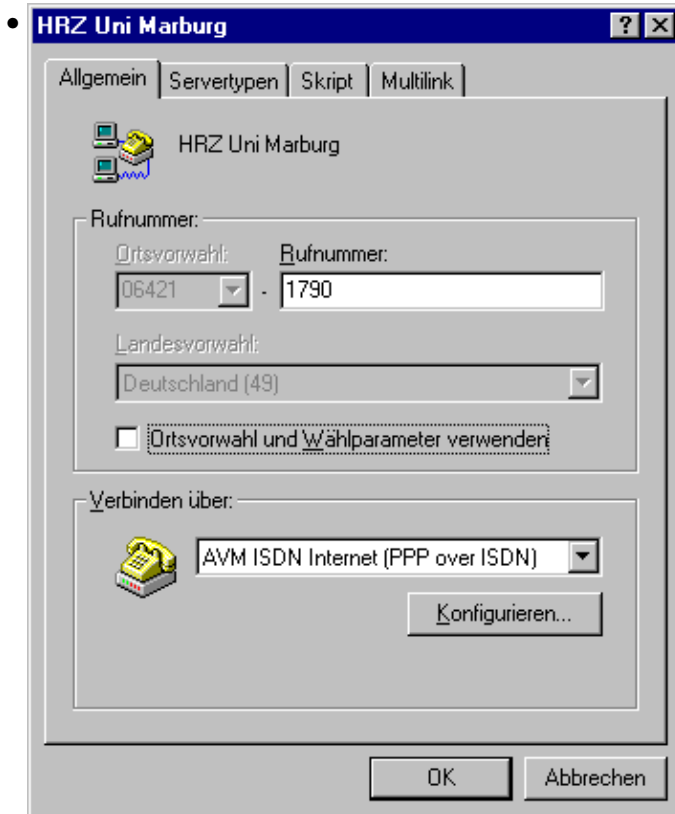 HRZ Uni Marburg
Allgemein Servertypen Skript Multilink
HRZ Uni Marburg
Rufnummer:
Ortsvorwahl: Rufnummer:
06421 - 1790
Landesvorwahl:
Deutschland (49)
Ortsvorwahl und Wählparameter verwenden
Verbinden über:
AVM ISDN Internet (PPP over ISDN)
Konfigurieren...
OK Abbrechen